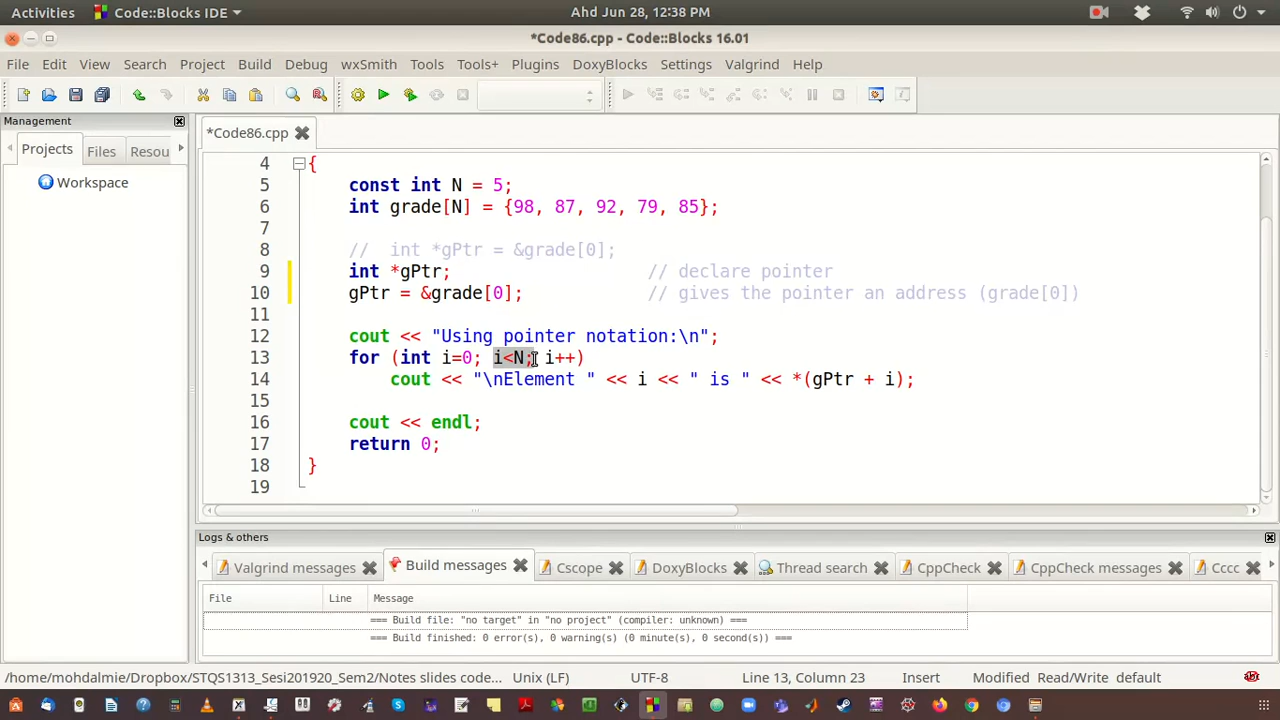 Activities Code::Blocks IDE Ahd Jun 28, 12:38 PM
*Code86.cpp - Code::Blocks 16.01
File Edit View Search Project Build Debug wxSmith Tools Tools+ Plugins DoxyBlocks Settings Valgrind Help
Management
*Code86.cpp
Projects Files Resou
Workspace
4 {
5 const int N = 5;
6 int grade[N] = {98, 87, 92, 79, 85};
7
8 // int *gPtr = &grade[0];
9 int *gPtr; // declare pointer
10 gPtr = &grade[0]; // gives the pointer an address (grade[0])
11
12 cout << "Using pointer notation:\n";
13 for (int i=0; i<N; i++)
14 cout << "\nElement " << i << " is " << *(gPtr + i);
15
16 cout << endl;
17 return 0;
18 }
19
Logs & others
Valgrind messages Build messages Cscope DoxyBlocks Thread search CppCheck CppCheck messages Cccc
File Line Message
=== Build file: "no target" in "no project" (compiler: unknown) ===
=== Build finished: 0 error(s), 0 warning(s) (0 minute(s), 0 second(s)) ===
/home/mohdalmie/Dropbox/STQS1313_Sesi201920_Sem2/Notes slides code... Unix (LF) UTF-8 Line 13, Column 23 Insert Modified Read/Write default